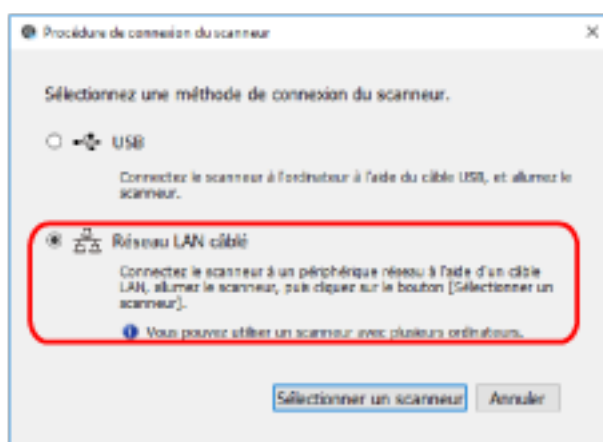 Procédure de connexion du scanneur
Sélectionnez une méthode de connexion du scanneur.
USB
Connectez le scanneur à l'ordinateur à l'aide du câble USB, et allumez le
scanneur.
Réseau LAN câblé
Connectez le scanneur à un périphérique réseau à l'aide d'un câble
LAN, allumez le scanneur, puis cliquez sur le bouton [Sélectionner un
scanneur].
Vous pouvez utiliser un scanneur avec plusieurs ordinateurs.
Sélectionner un scanneur Annuler